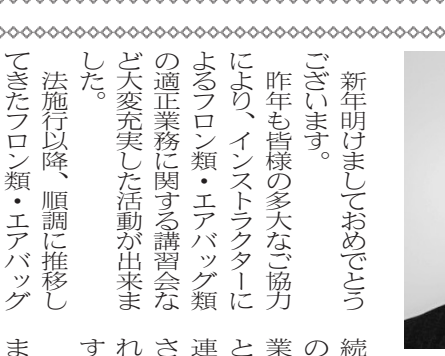 新年明けましておめでとう
ございます。
昨年も皆様の多大なご協力
により、インストラクターに
よるフロン類・エアバッグ類
の適正業務に関する講習会な
ど大変充実した活動が出来ま
した。
法施行以降、順調に推移し
てきたフロン類・エアバッグ
続
の
業
と
連
さ
れ
す
ま